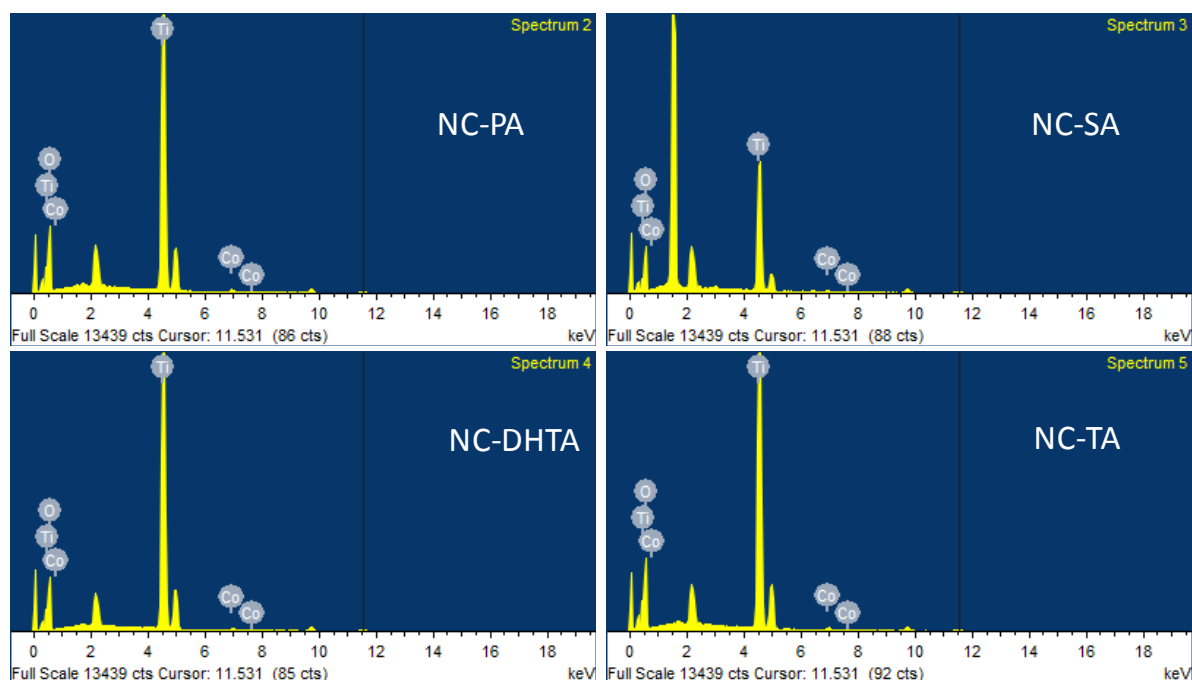 Spectrum 2
Ti
NC-PA
O
Ti
Co
Co
Co
0 2 4 6 8 10 12 14 16 18
Full Scale 13439 cts Cursor: 11.531 (86 cts) keV
Spectrum 3
NC-SA
Ti
O
Ti
Co
Co
Co
0 2 4 6 8 10 12 14 16 18
Full Scale 13439 cts Cursor: 11.531 (88 cts) keV
Spectrum 4
Ti
NC-DHTA
O
Ti
Co
Co
Co
0 2 4 6 8 10 12 14 16 18
Full Scale 13439 cts Cursor: 11.531 (85 cts) keV
Spectrum 5
Ti
NC-TA
O
Ti
Co
Co
Co
0 2 4 6 8 10 12 14 16 18
Full Scale 13439 cts Cursor: 11.531 (92 cts) keV